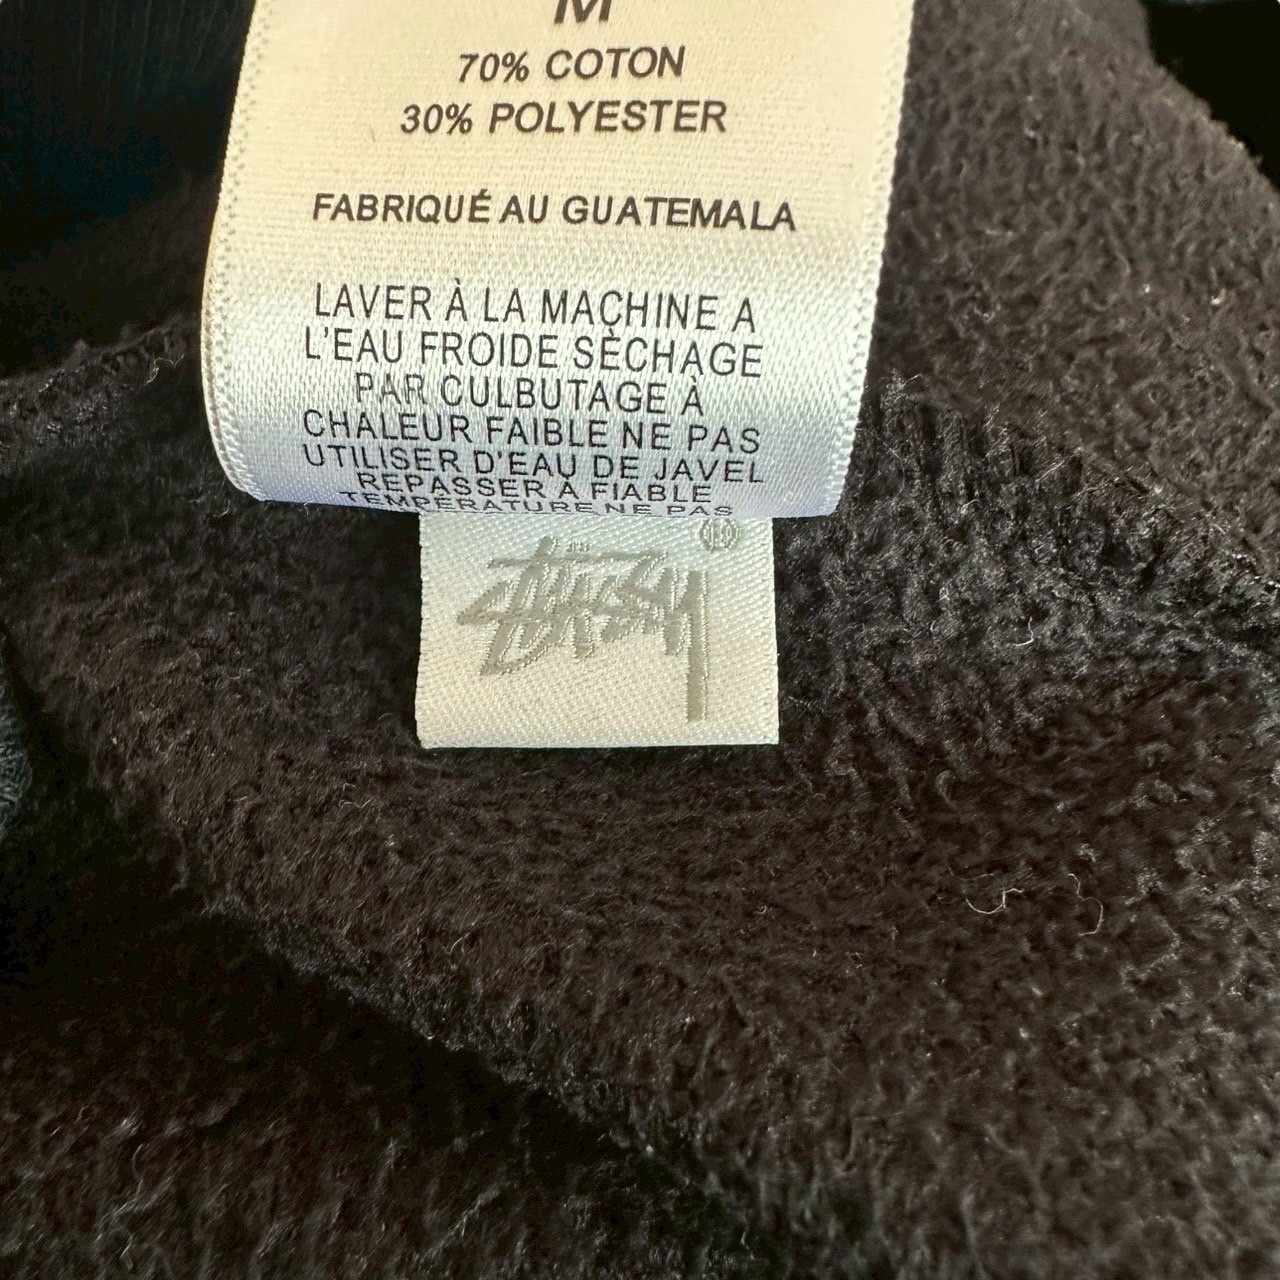 M
70% COTON
30% POLYESTER
FABRIQUÉ AU GUATEMALA
LAVER À LA MACHINE A
L'EAU FROIDE SÉCHAGE
PAR CULBUTAGE À
CHALEUR FAIBLE NE PAS
UTILISER D'EAU DE JAVEL
REPASSER À FIABLE
TEMPÉRATURE NE PAS
Stüssy